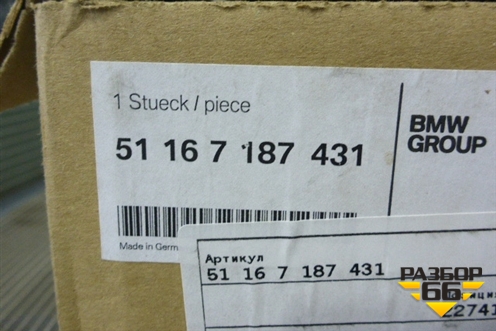 1 Stueck / piece
51 16 7 187 431
BMW
GROUP
Made in Germ
Артикул
51 16 7 187 431
РАЗБОР
66
22741